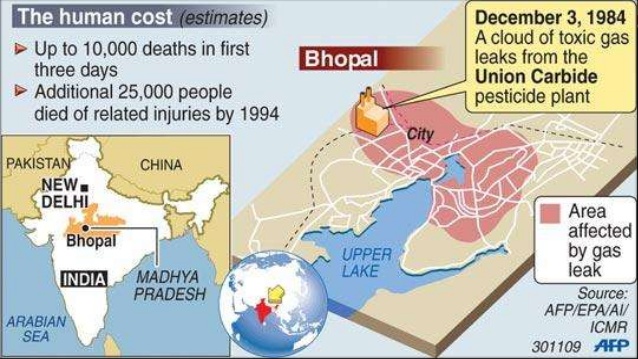 The human cost (estimates)
Up to 10,000 deaths in first
three days
Additional 25,000 people
died of related injuries by 1994
Bhopal
December 3, 1984
A cloud of toxic gas
leaks from the
Union Carbide
pesticide plant
City
UPPER
LAKE
Area
affected
by gas
leak
PAKISTAN
CHINA
NEW
DELHI
Bhopal
INDIA
MADHYA
PRADESH
ARABIAN
SEA
Source:
AFP/EPA/AI/
ICMR
301109 AFP